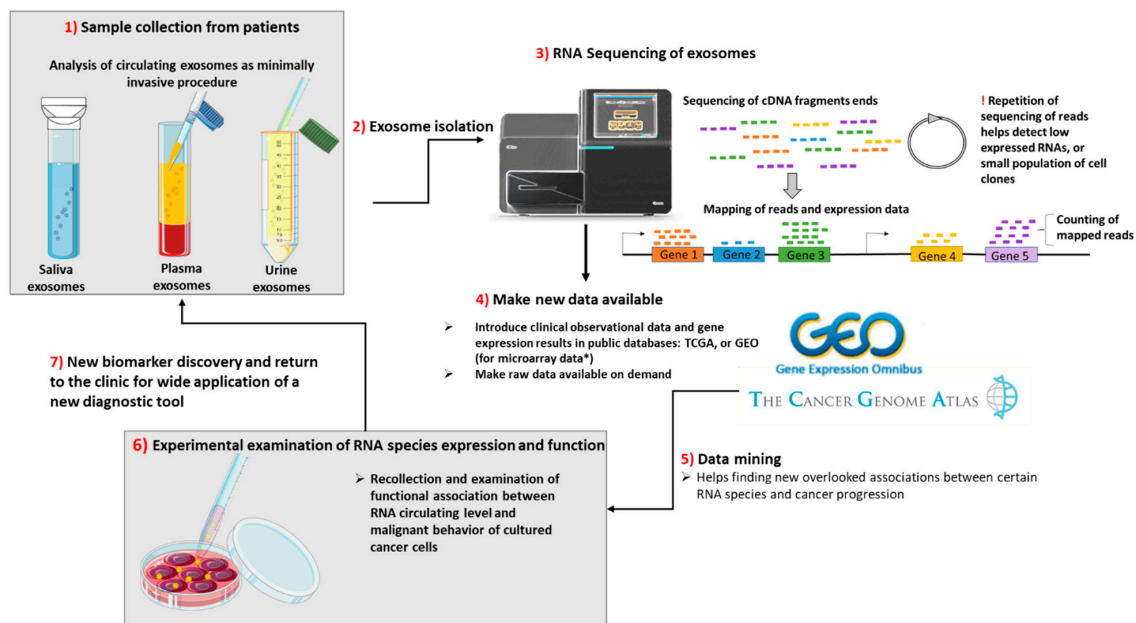 1) Sample collection from patients
Analysis of circulating exosomes as minimally
invasive procedure
Saliva
exosomes
Plasma
exosomes
Urine
exosomes
2) Exosome isolation
3) RNA Sequencing of exosomes
Sequencing of cDNA fragments ends
! Repetition of
sequencing of reads
helps detect low
expressed RNAs, or
small population of cell
clones
Mapping of reads and expression data
Counting of
mapped reads
Gene 1
Gene 2
Gene 3
Gene 4
Gene 5
4) Make new data available
➢ Introduce clinical observational data and gene
expression results in public databases: TCGA, or GEO
(for microarray data*)
➢ Make raw data available on demand
GEO
Gene Expression Omnibus
THE CANCER GENOME ATLAS
5) Data mining
➢ Helps finding new overlooked associations between certain
RNA species and cancer progression
6) Experimental examination of RNA species expression and function
➢ Recollection and examination of
functional association between
RNA circulating level and
malignant behavior of cultured
cancer cells
7) New biomarker discovery and return
to the clinic for wide application of a
new diagnostic tool